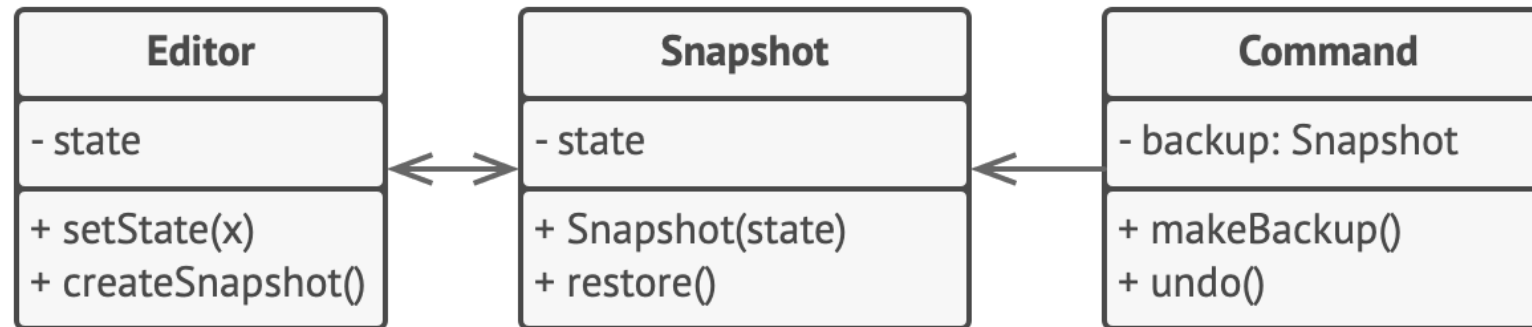 Editor
- state
+ setState(x)
+ createSnapshot()
Snapshot
- state
+ Snapshot(state)
+ restore()
Command
- backup: Snapshot
+ makeBackup()
+ undo()